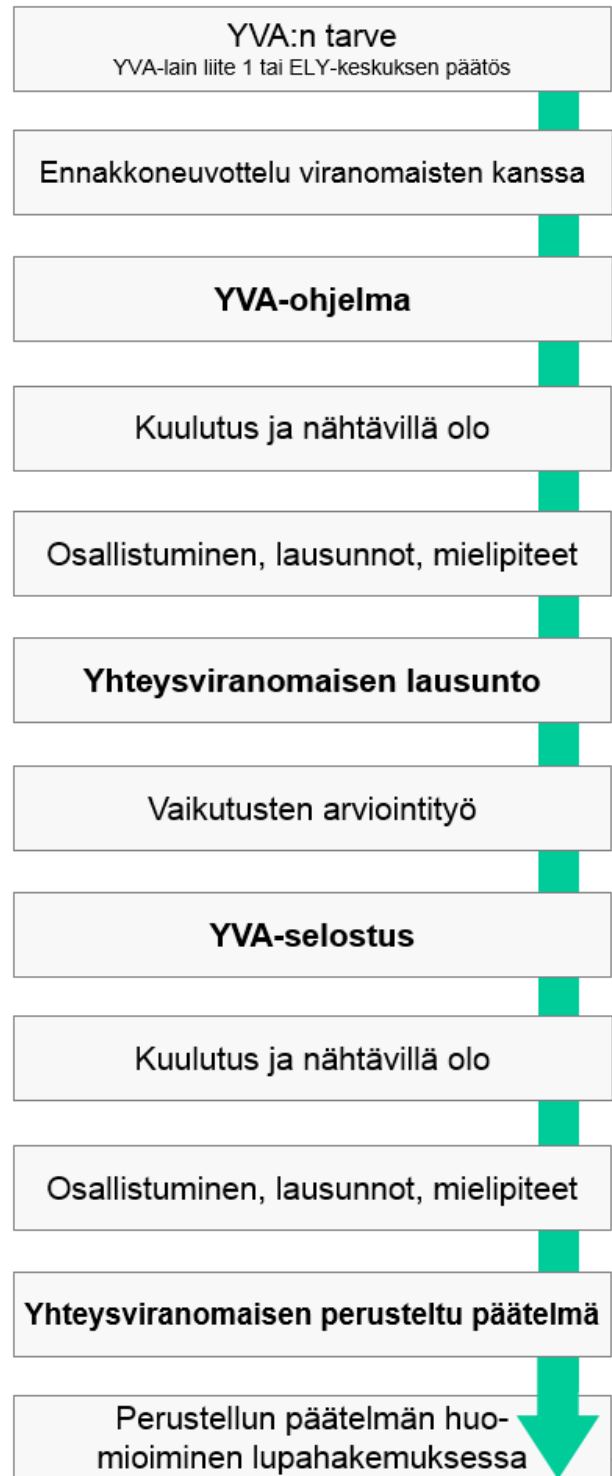 YVA:n tarve
YVA-lain liite 1 tai ELY-keskuksen päätös
Ennakkoneuvottelu viranomaisten kanssa
YVA-ohjelma
Kuulutus ja nähtävillä olo
Osallistuminen, lausunnot, mielipiteet
Yhteysviranomaisen lausunto
Vaikutusten arviointityö
YVA-selostus
Kuulutus ja nähtävillä olo
Osallistuminen, lausunnot, mielipiteet
Yhteysviranomaisen perusteltu päätelmä
Perustellun päätelmän huo-
mioiminen lupahakemuksessa